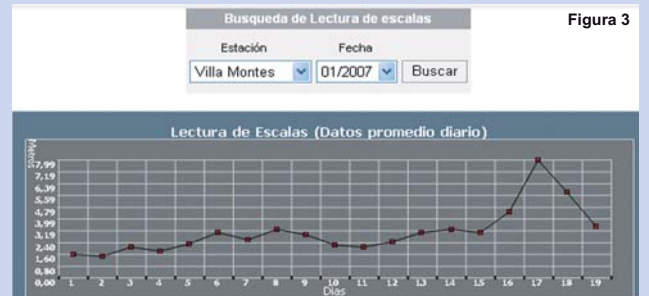 Busqueda de Lectura de escalas
Figura 3
Estación Fecha
Villa Montes 01/2007 Buscar
Lectura de Escalas (Datos promedio diario)
Metros
7,99
7,19
6,39
5,59
4,79
3,99
3,19
2,40
1,60
0,80
0,00
1 2 3 4 5 6 7 8 9 10 11 12 13 14 15 16 17 18 19
Días